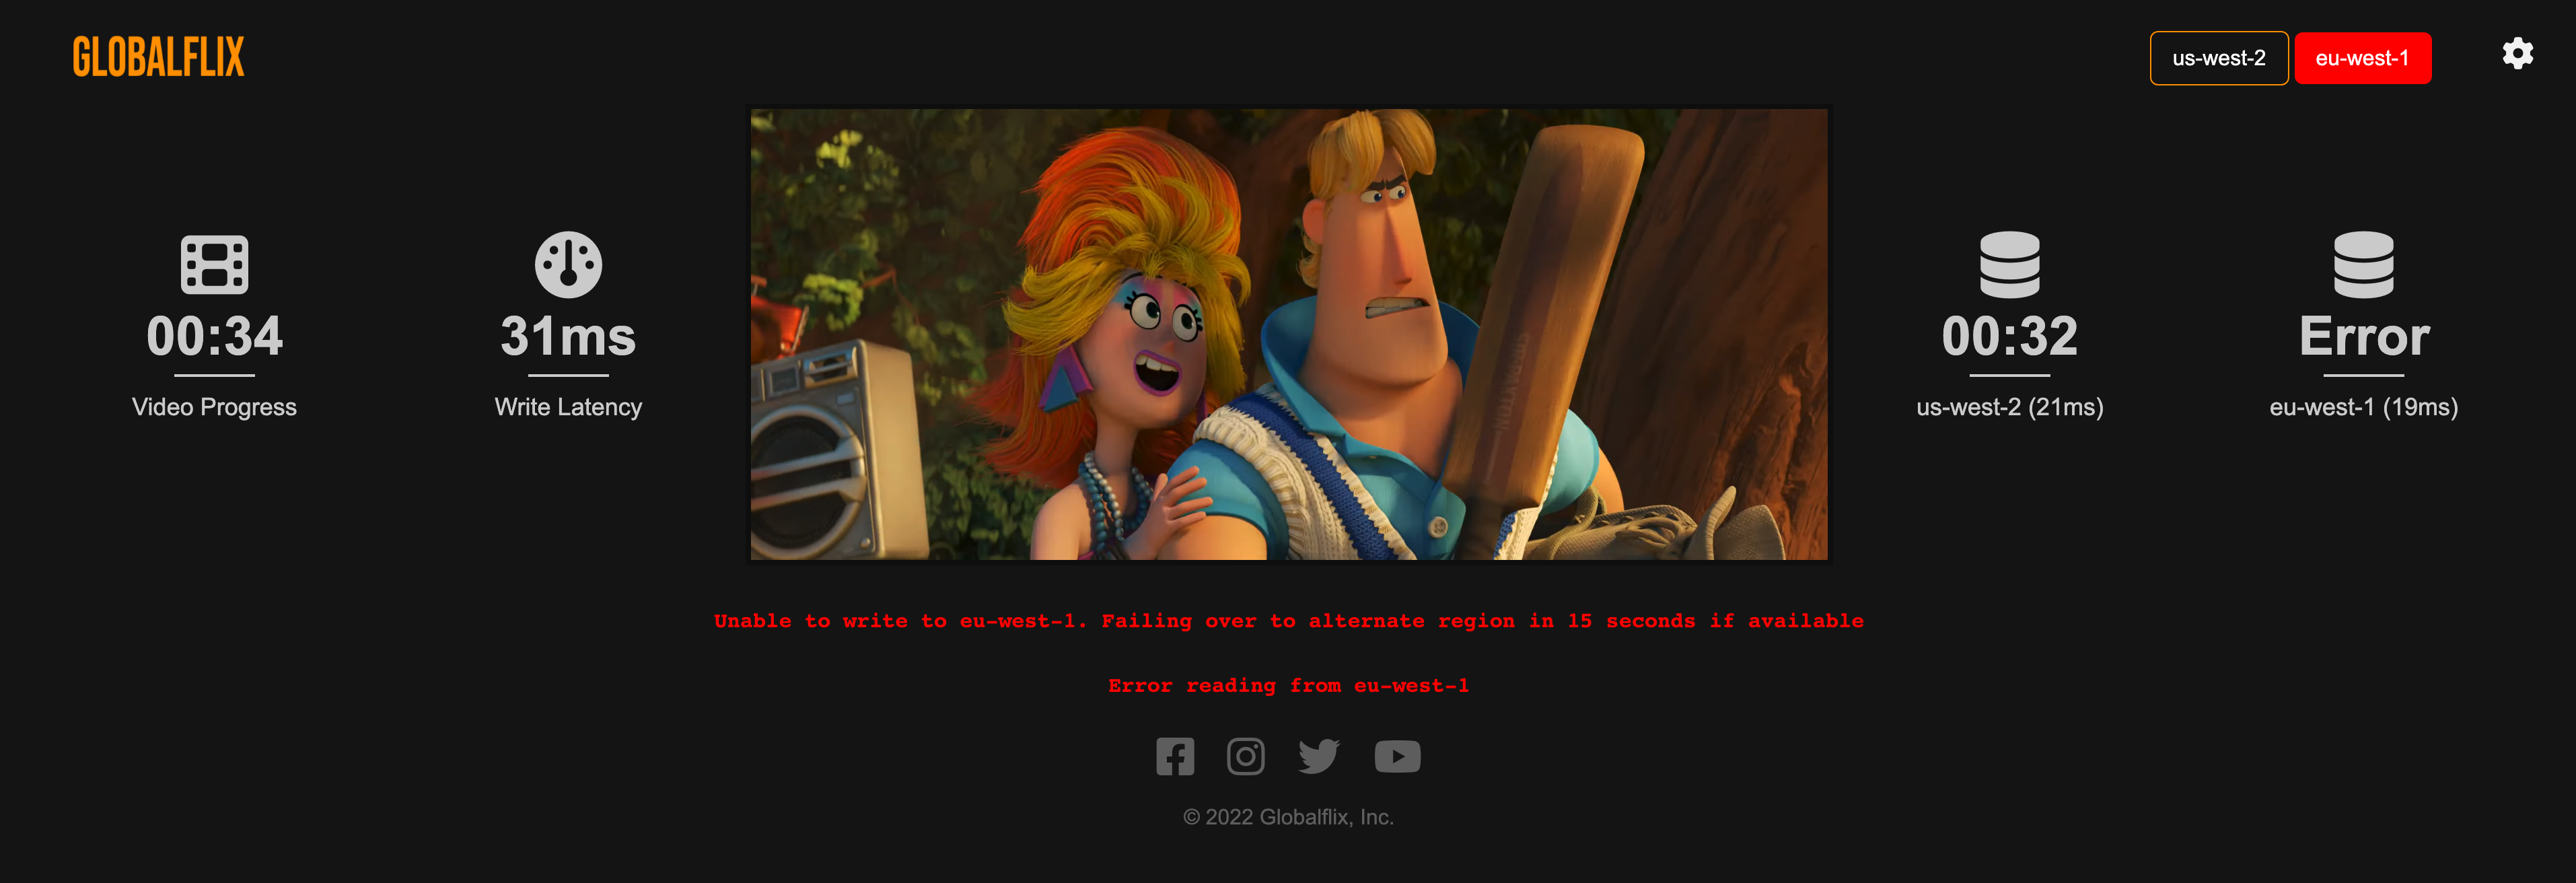 GLOBALFLIX
us-west-2
eu-west-1
00:34
Video Progress
31ms
Write Latency
00:32
us-west-2 (21ms)
Error
eu-west-1 (19ms)
Unable to write to eu-west-1. Failing over to alternate region in 15 seconds if available
Error reading from eu-west-1
© 2022 Globalflix, Inc.